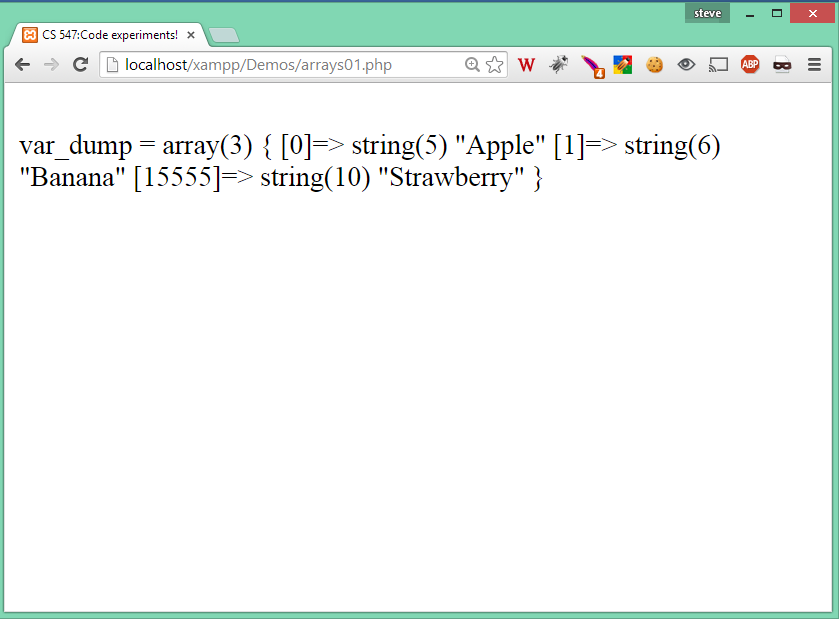 steve
CS 547:Code experiments!
localhost/xampp/Demos/arrays01.php
W
4
ABP
var_dump = array(3) { [0]=> string(5) "Apple" [1]=> string(6)
"Banana" [15555]=> string(10) "Strawberry" }